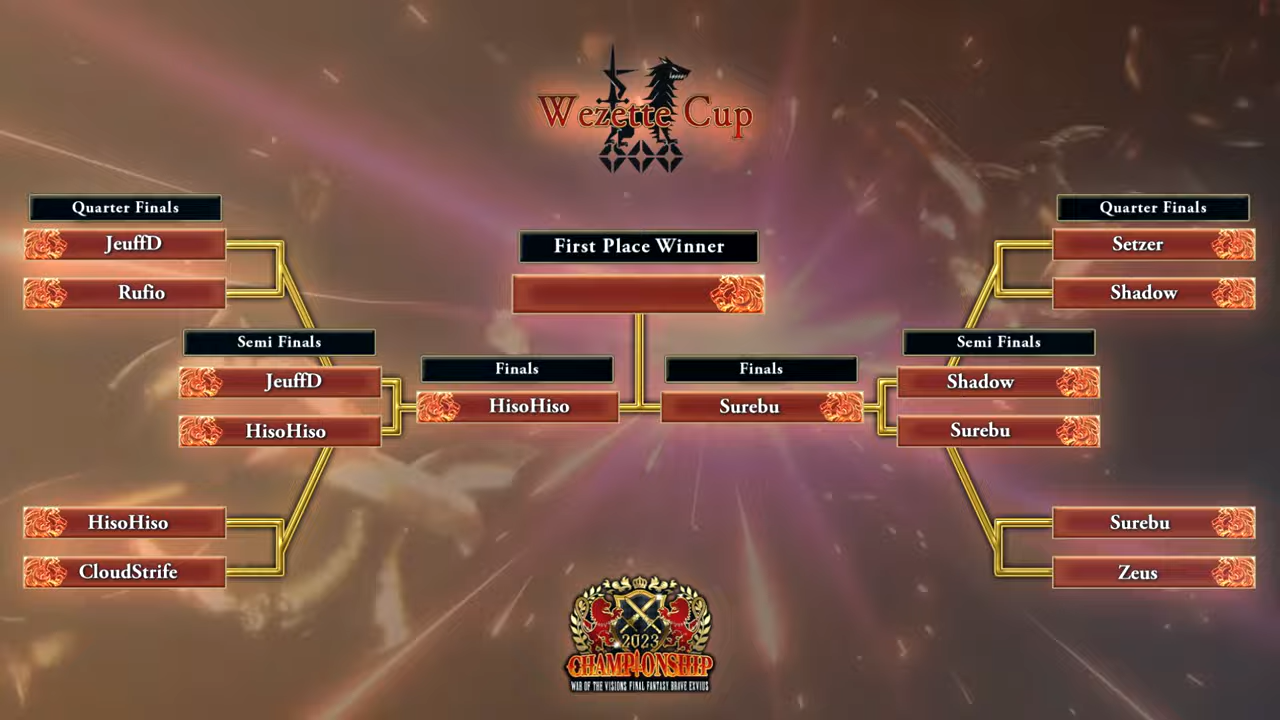 Wezette Cup
Quarter Finals
JeuffD
Rufio
Semi Finals
JeuffD
HisoHiso
HisoHiso
CloudStrife
First Place Winner
Finals
HisoHiso
Finals
Surebu
Quarter Finals
Setzer
Shadow
Semi Finals
Shadow
Surebu
Surebu
Zeus
2023
CHAMPIONSHIP
WAR OF THE VISIONS FINAL FANTASY BRAVE EXVIUS